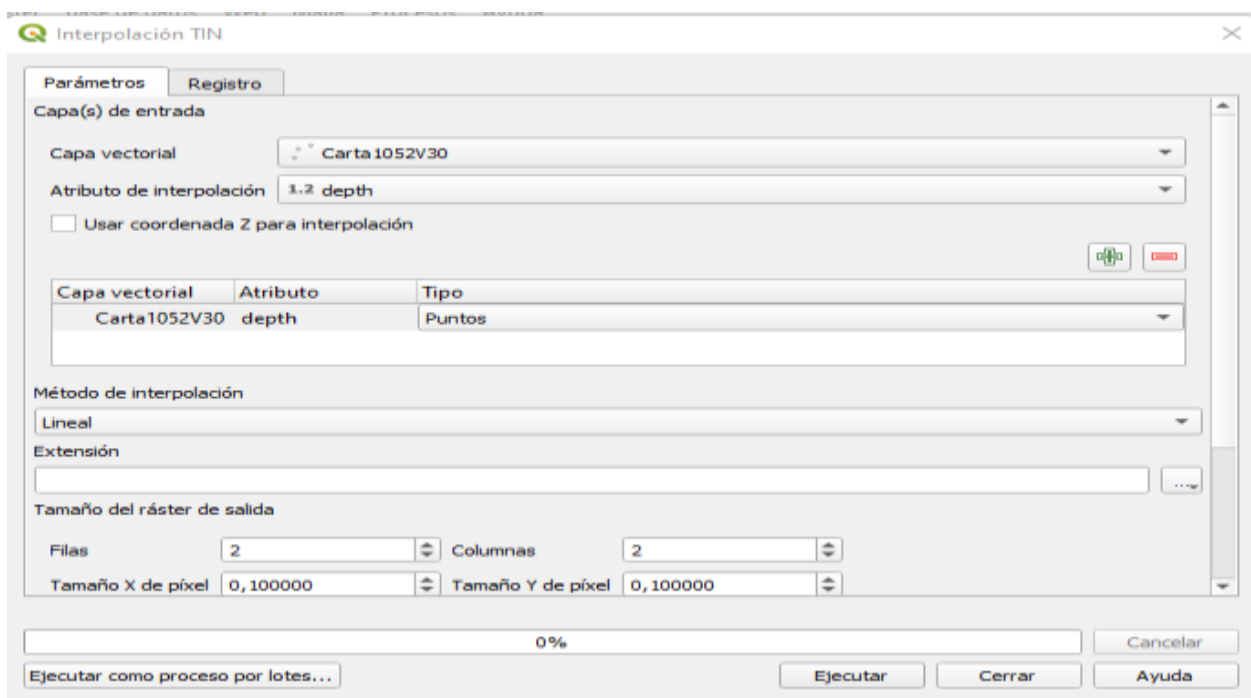 Interpolación TIN
Parámetros Registro
Capa(s) de entrada
Capa vectorial Carta1052V30
Atributo de interpolación 1.2 depth
Usar coordenada Z para interpolación
Capa vectorial Atributo Tipo
Carta1052V30 depth Puntos
Método de interpolación
Lineal
Extensión
...
Tamaño del ráster de salida
Filas 2 Columnas 2
Tamaño X de píxel 0,100000 Tamaño Y de píxel 0,100000
0% Cancelar
Ejecutar como proceso por lotes... Ejecutar Cerrar Ayuda